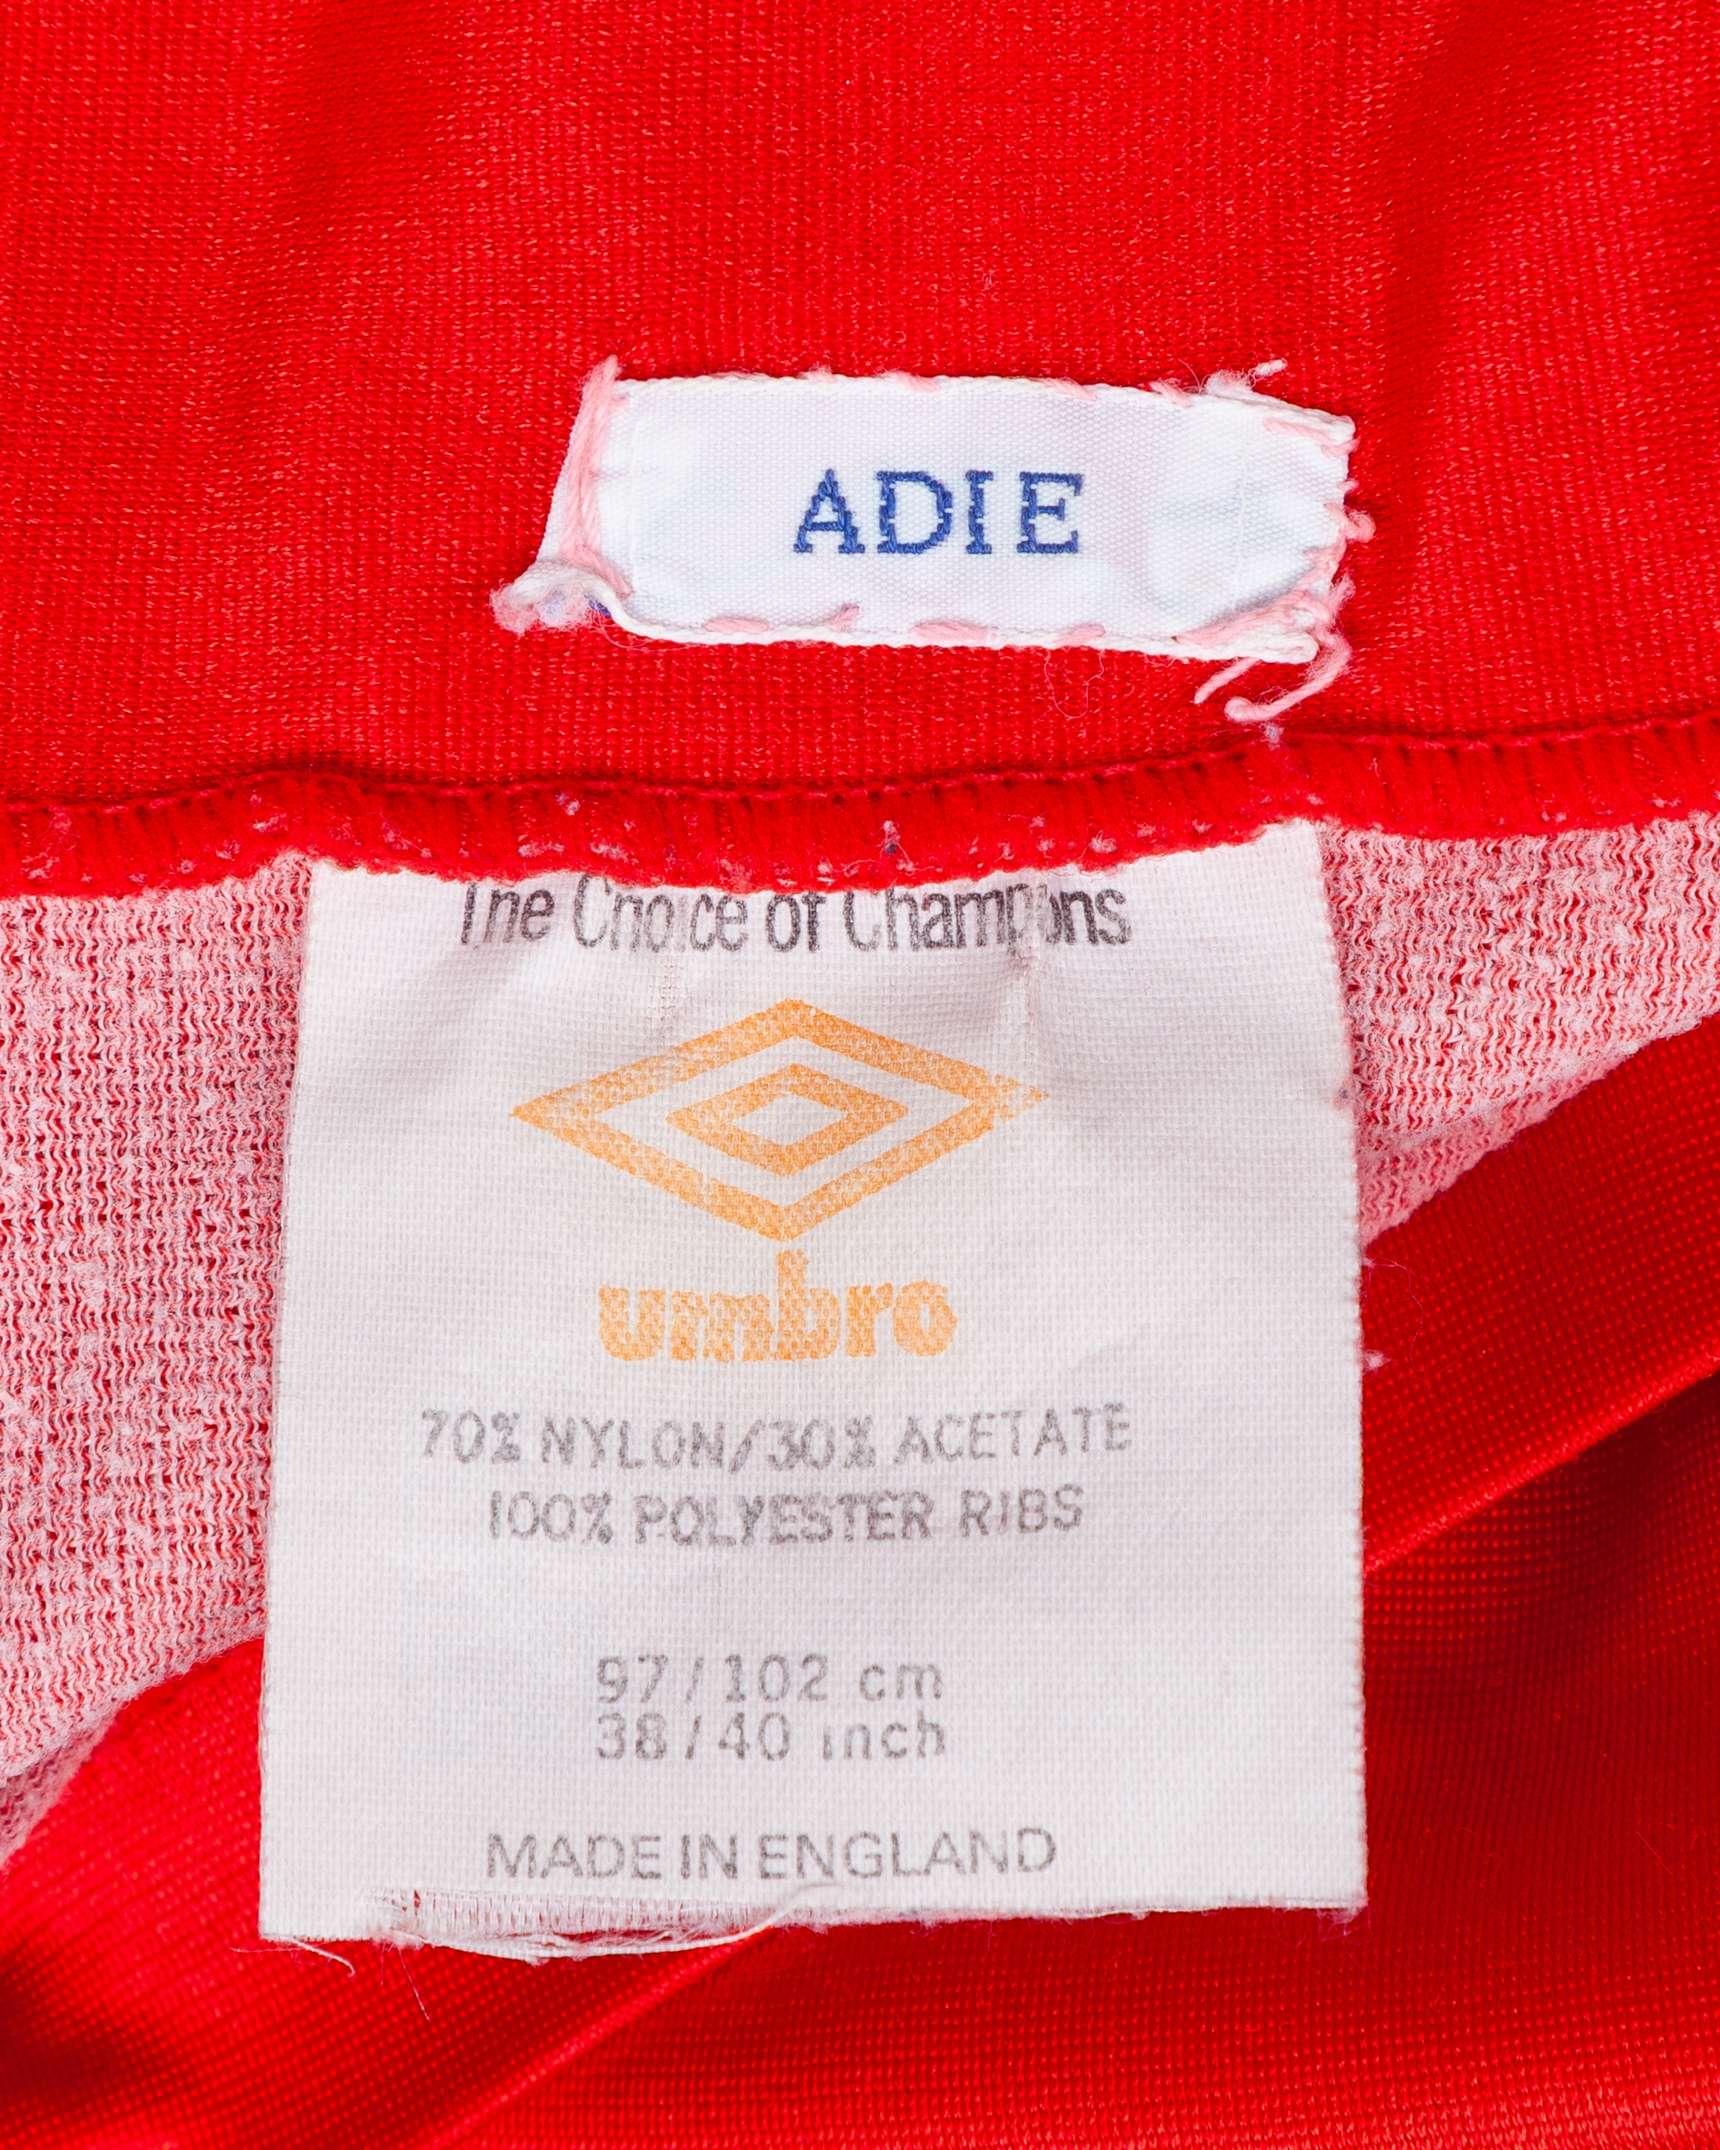 ADIE
The Choice of Champions
umbro
70% NYLON/30% ACETATE
100% POLYESTER RIBS
97/102 cm
38/40 inch
MADE IN ENGLAND